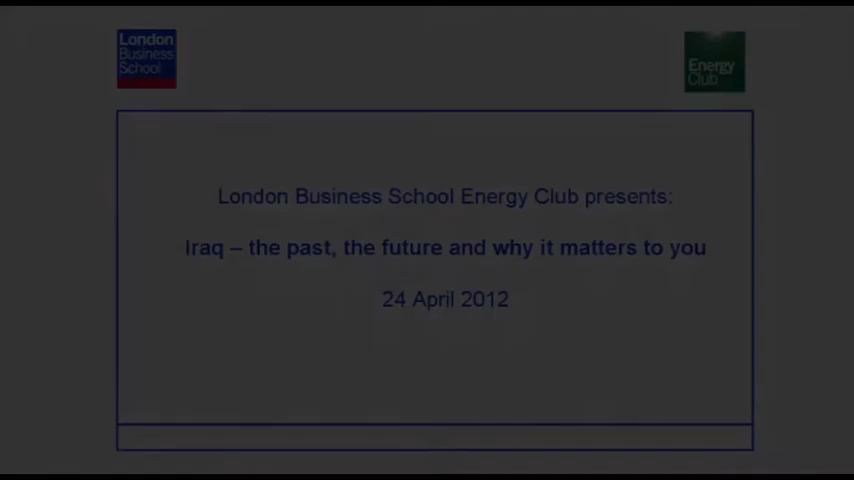 London
Business
School
Energy
Club
London Business School Energy Club presents:
Iraq – the past, the future and why it matters to you
24 April 2012